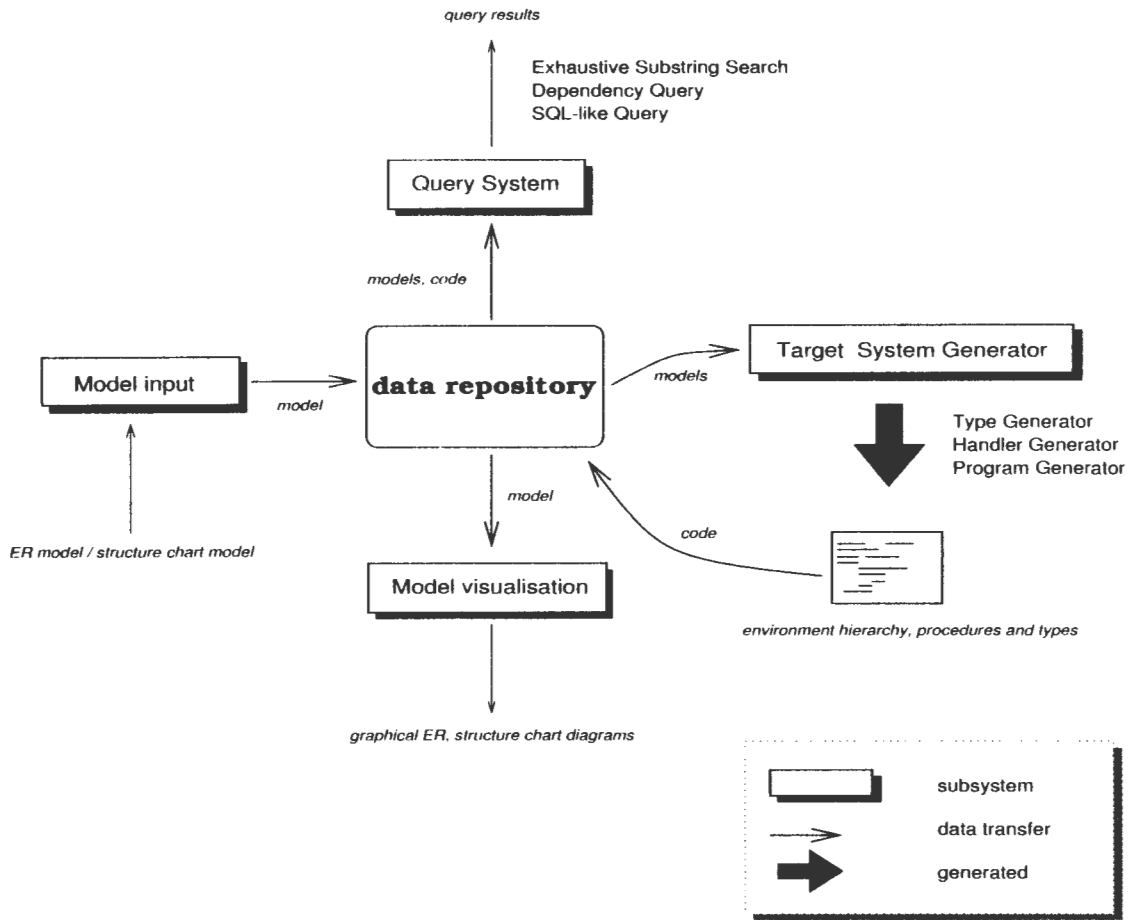 query results
Exhaustive Substring Search
Dependency Query
SQL-like Query
Query System
models, code
Model input
model
data repository
models
Target System Generator
Type Generator
Handler Generator
Program Generator
model
code
ER model / structure chart model
Model visualisation
environment hierarchy, procedures and types
graphical ER, structure chart diagrams
subsystem
data transfer
generated